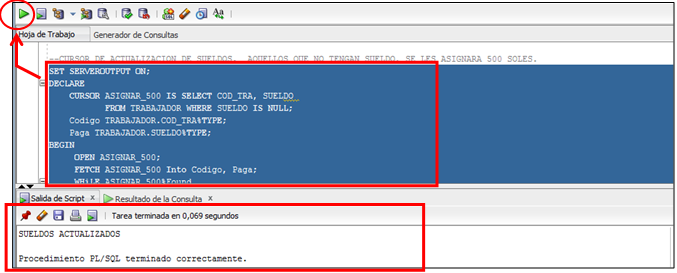 Hoja de Trabajo Generador de Consultas
--CURSOR DE ACTUALIZACION DE SUELDOS. AQUELLOS QUE NO TENGAN SUELDO, SE LES ASIGNARA 500 SOLES.
SET SERVEROUTPUT ON;
DECLARE
CURSOR ASIGNAR_500 IS SELECT COD_TRA, SUELDO
FROM TRABAJADOR WHERE SUELDO IS NULL;
Codigo TRABAJADOR.COD_TRA%TYPE;
Paga TRABAJADOR.SUELDO%TYPE;
BEGIN
OPEN ASIGNAR_500;
FETCH ASIGNAR_500 Into Codigo, Paga;
WHILE ASIGNAR_500%Found
Salida de Script x Resultado de la Consulta x
Tarea terminada en 0,069 segundos
SUELDOS ACTUALIZADOS
Procedimiento PL/SQL terminado correctamente.